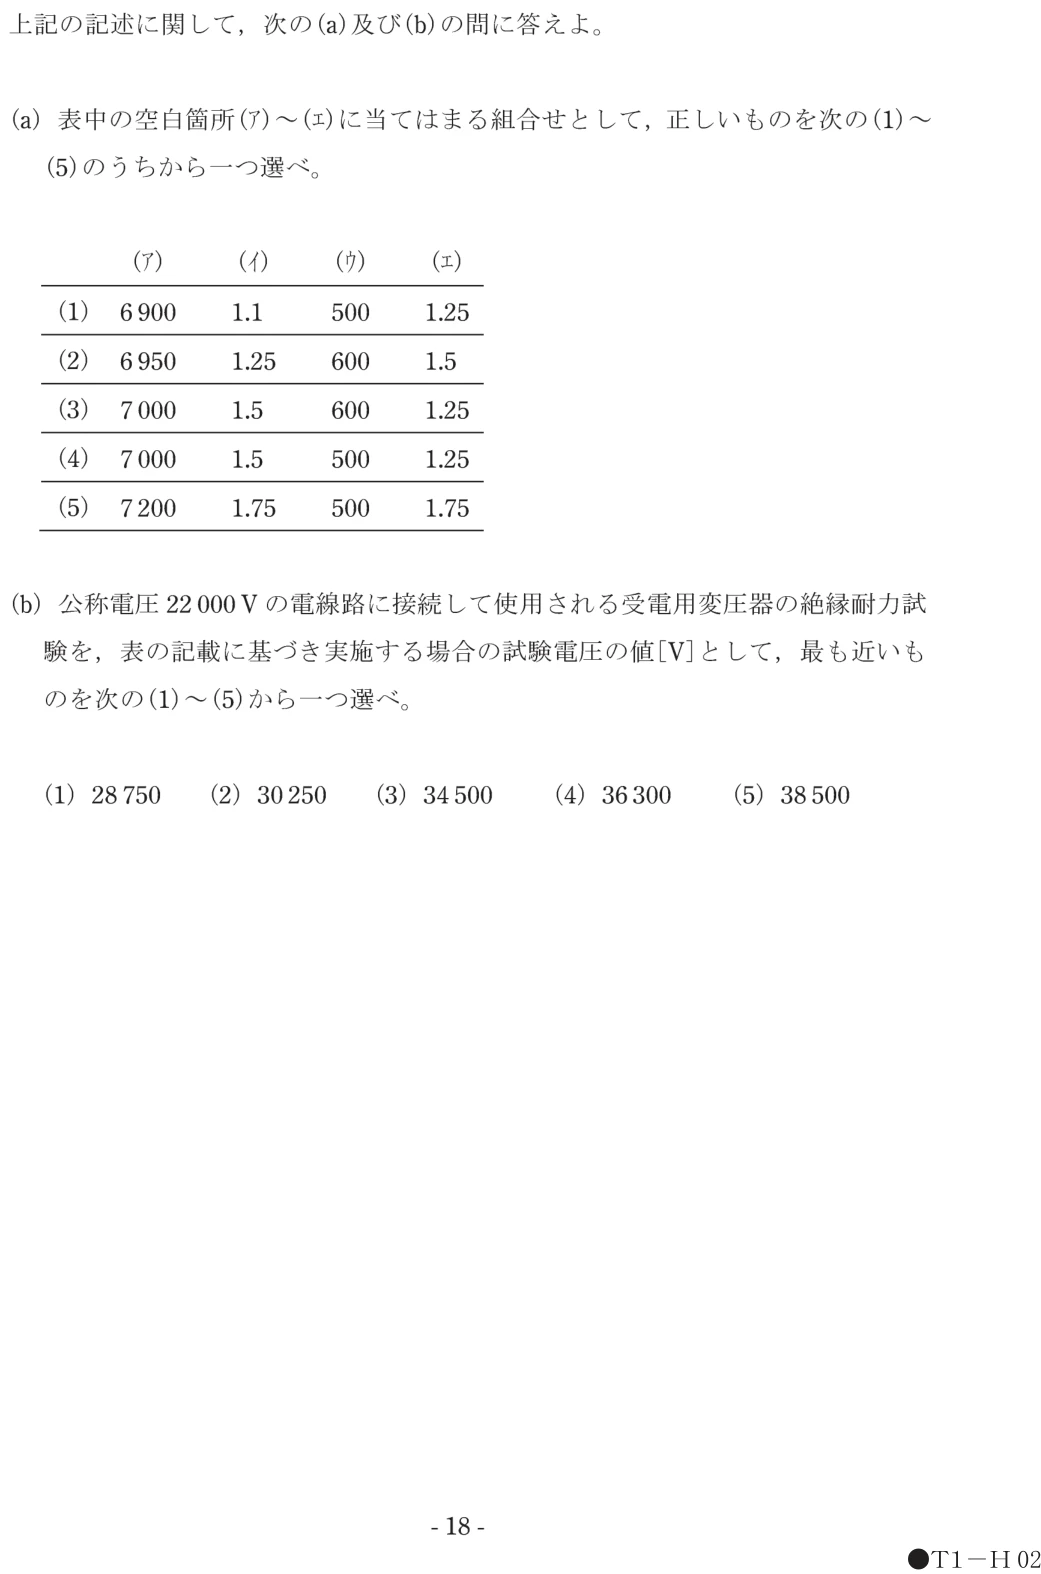 上記の記述に関して，次の(a)及び(b)の問に答えよ。
(a) 表中の空白箇所(ｱ)～(ｴ)に当てはまる組合せとして，正しいものを次の(1)～
(5)のうちから一つ選べ。
(ｱ) (ｲ) (ｳ) (ｴ)
(1) 6 900 1.1 500 1.25
(2) 6 950 1.25 600 1.5
(3) 7 000 1.5 600 1.25
(4) 7 000 1.5 500 1.25
(5) 7 200 1.75 500 1.75
(b) 公称電圧 22 000 V の電線路に接続して使用される受電用変圧器の絶縁耐力試
験を，表の記載に基づき実施する場合の試験電圧の値[V]として，最も近いも
のを次の(1)～(5)から一つ選べ。
(1) 28 750 (2) 30 250 (3) 34 500 (4) 36 300 (5) 38 500
- 18 -
●T1－H 02